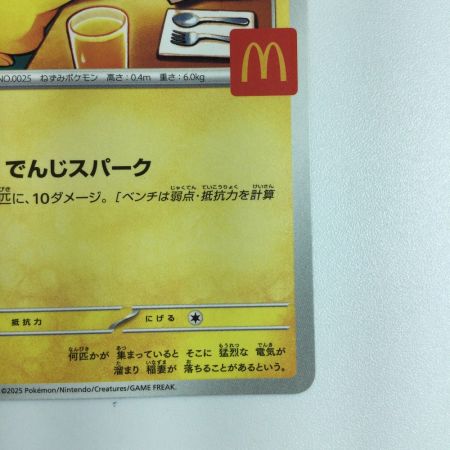 NO.0025 ねずみポケモン 高さ:0.4m 重さ:6.0kg
M
でんじスパーク
匹に、10ダメージ。[ベンチは弱点・抵抗力を計算
抵抗力 にげる
何匹かが 集まっていると そこに 猛烈な 電気が
溜まり 稲妻が 落ちることがあるという。
©2025 Pokémon/Nintendo/Creatures/GAME FREAK.